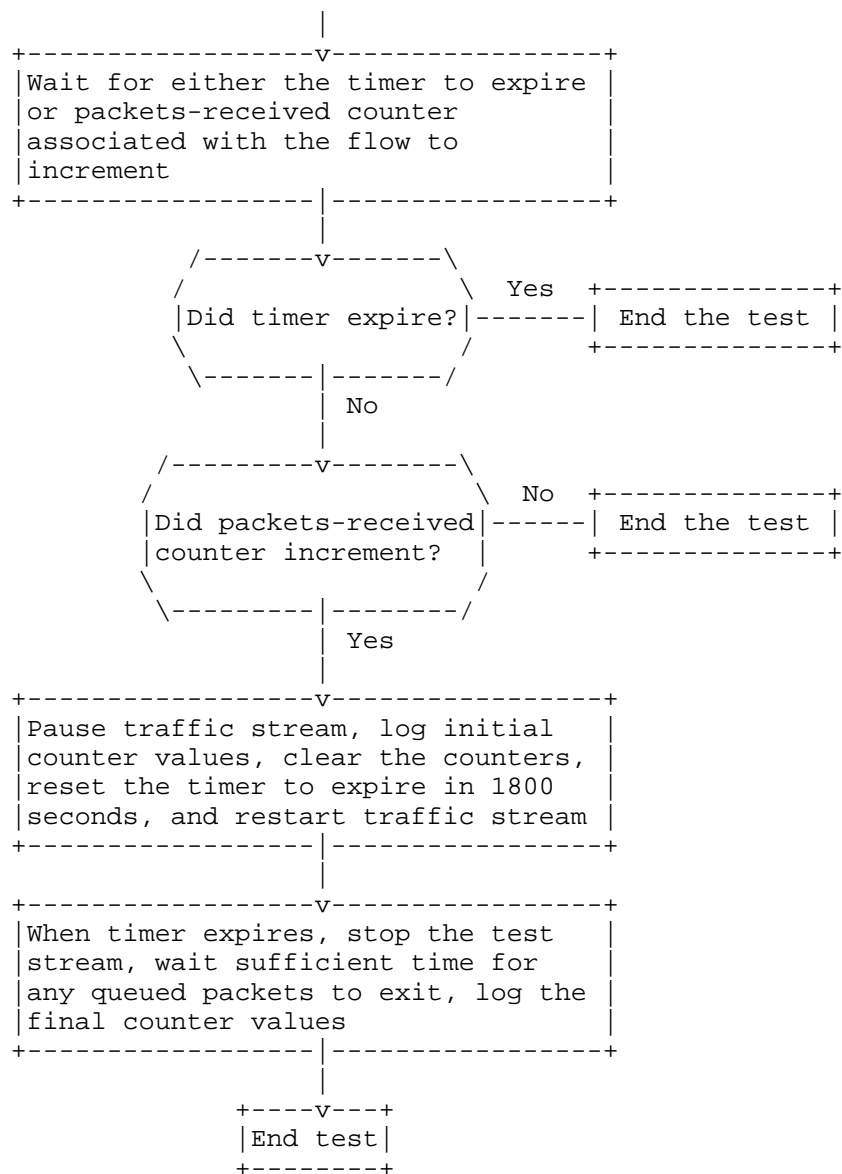 Wait for either the timer to expire
or packets-received counter
associated with the flow to
increment
Yes
Did timer expire?
End the test
No
No
Did packets-received
End the test
counter increment?
Yes
Pause traffic stream, log initial
counter values, clear the counters,
reset the timer to expire in 1800
seconds, and restart traffic stream
When timer expires, stop the test
stream, wait sufficient time for
any queued packets to exit, log the
final counter values
End test